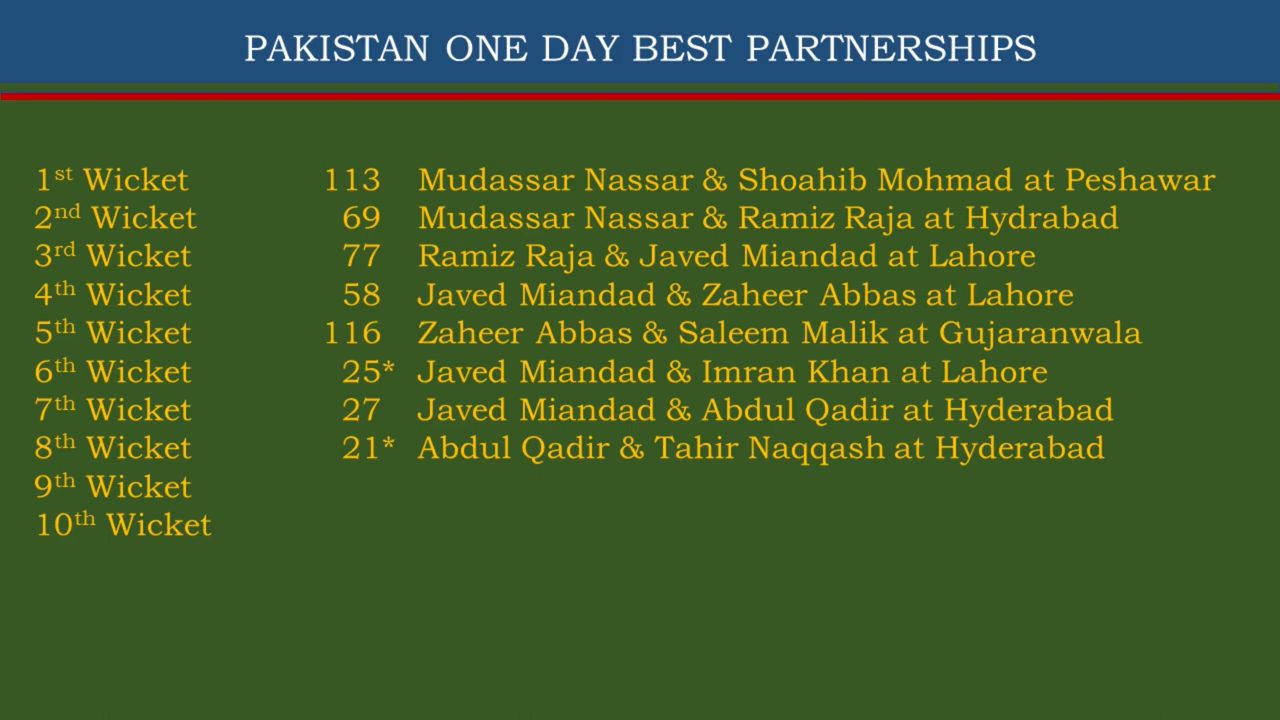 PAKISTAN ONE DAY BEST PARTNERSHIPS
1st Wicket 113 Mudassar Nassar & Shoahib Mohmad at Peshawar
2nd Wicket 69 Mudassar Nassar & Ramiz Raja at Hydrabad
3rd Wicket 77 Ramiz Raja & Javed Miandad at Lahore
4th Wicket 58 Javed Miandad & Zaheer Abbas at Lahore
5th Wicket 116 Zaheer Abbas & Saleem Malik at Gujaranwala
6th Wicket 25* Javed Miandad & Imran Khan at Lahore
7th Wicket 27 Javed Miandad & Abdul Qadir at Hyderabad
8th Wicket 21* Abdul Qadir & Tahir Naqqash at Hyderabad
9th Wicket
10th Wicket